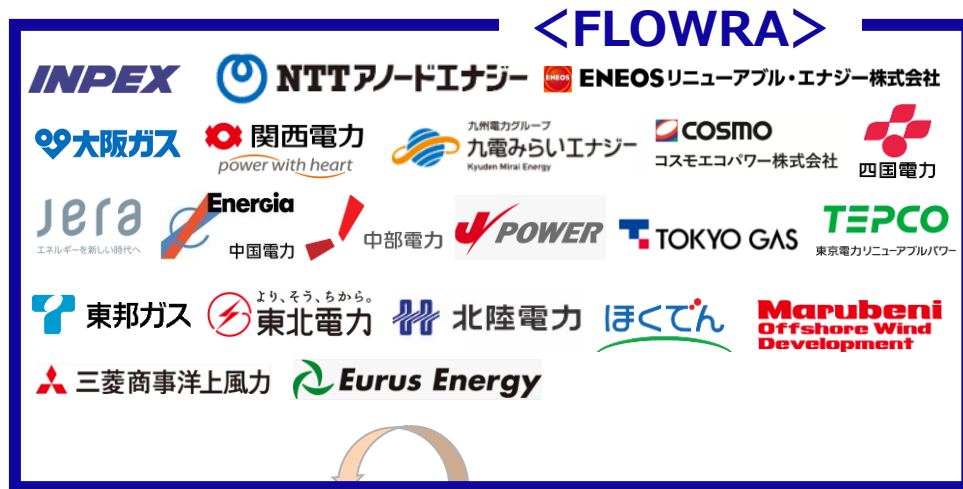 ＜FLOWRA＞
INPEX
NTTアノードエナジー
ENEOS
ENEOSリニューアブル・エナジー株式会社
大阪ガス
関西電力
power with heart
九州電力グループ
九電みらいエナジー
Kyuden Mirai Energy
COSMO
コスモエコパワー株式会社
四国電力
Jera
エネルギーを新しい時代へ
Energia
中国電力
中部電力
J POWER
TOKYO GAS
TEPCO
東京電力リニューアブルパワー
東邦ガス
より、そう、ちから。
東北電力
北陸電力
ほくでん
Marubeni
Offshore Wind
Development
三菱商事洋上風力
Eurus Energy